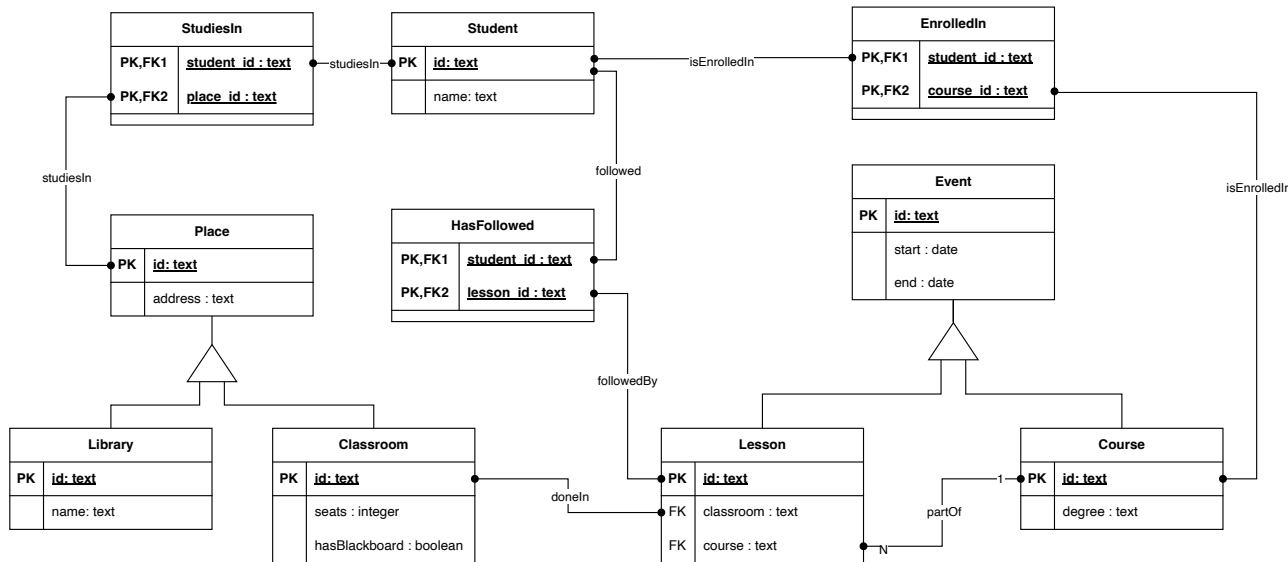 StudiesIn
PK,FK1 student_id : text
PK,FK2 place_id : text
studiesIn
Student
PK id: text
name: text
isEnrolledIn
EnrolledIn
PK,FK1 student_id : text
PK,FK2 course_id : text
studiesIn
followed
isEnrolledIn
Place
PK id: text
address : text
HasFollowed
PK,FK1 student_id : text
PK,FK2 lesson_id : text
Event
PK id: text
start : date
end : date
followedBy
Library
PK id: text
name: text
Classroom
PK id: text
seats : integer
hasBlackboard : boolean
doneIn
Lesson
PK id: text
FK classroom : text
FK course : text
N
partOf
1
Course
PK id: text
degree : text